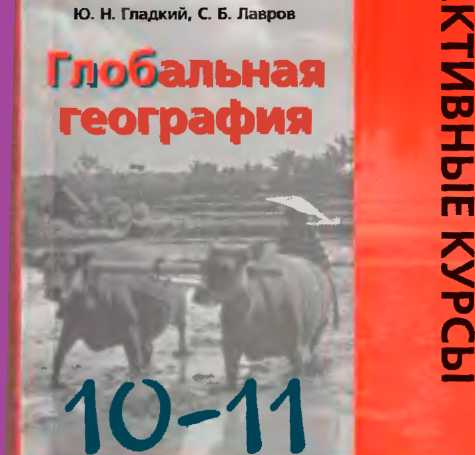 Ю. Н. Гладкий, С. Б. Лавров
Глобальная
география
10-11
КТИВНЫЕ КУРСЫ